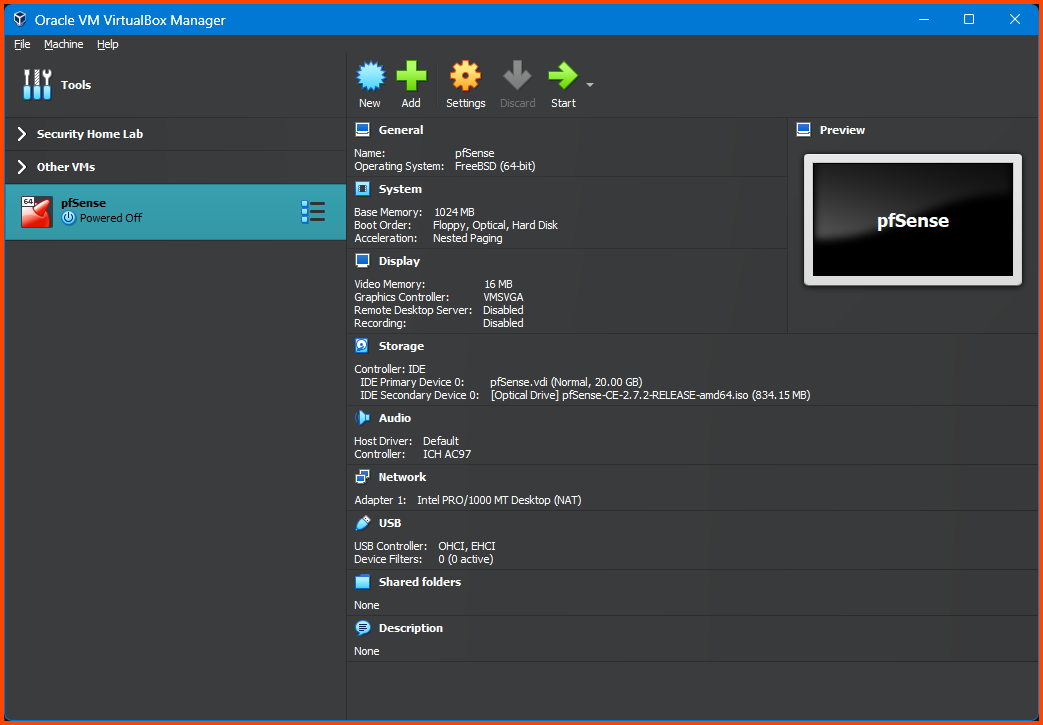 Oracle VM VirtualBox Manager
File Machine Help
Tools
New Add Settings Discard Start
Security Home Lab
Other VMs
64
pfSense
Powered Off
General
Name: pfSense
Operating System: FreeBSD (64-bit)
System
Base Memory: 1024 MB
Boot Order: Floppy, Optical, Hard Disk
Acceleration: Nested Paging
Display
Video Memory: 16 MB
Graphics Controller: VMSVGA
Remote Desktop Server: Disabled
Recording: Disabled
Preview
pfSense
Storage
Controller: IDE
IDE Primary Device 0: pfSense.vdi (Normal, 20.00 GB)
IDE Secondary Device 0: [Optical Drive] pfSense-CE-2.7.2-RELEASE-amd64.iso (834.15 MB)
Audio
Host Driver: Default
Controller: ICH AC97
Network
Adapter 1: Intel PRO/1000 MT Desktop (NAT)
USB
USB Controller: OHCI, EHCI
Device Filters: 0 (0 active)
Shared folders
None
Description
None